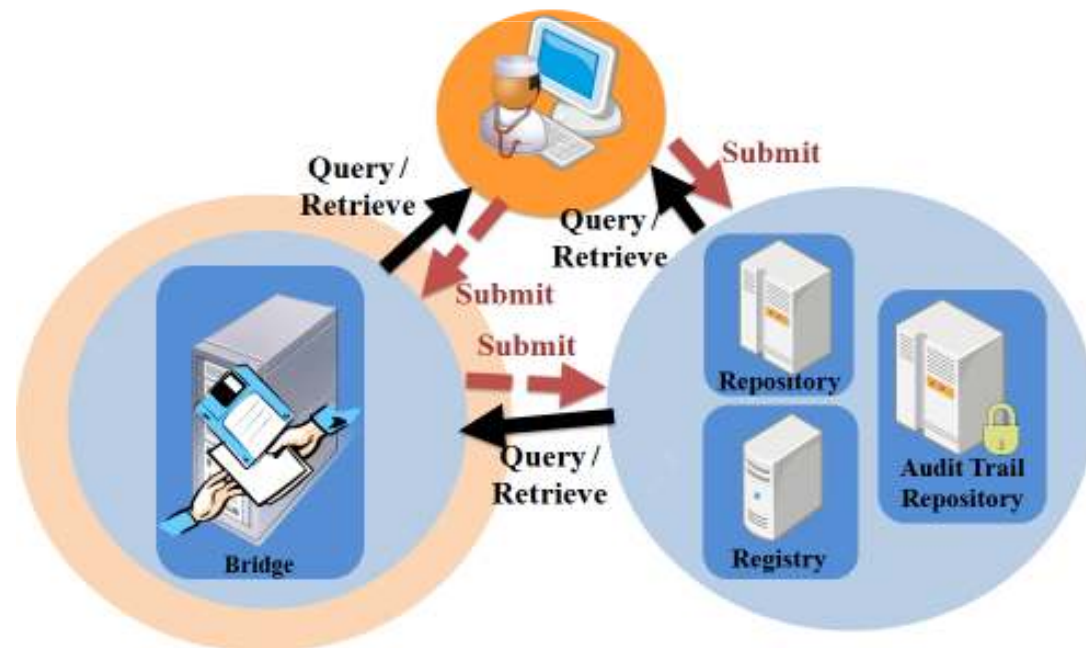 Query /
Retrieve
Submit
Query /
Retrieve
Submit
Submit
Query /
Retrieve
Bridge
Repository
Audit Trail
Repository
Registry